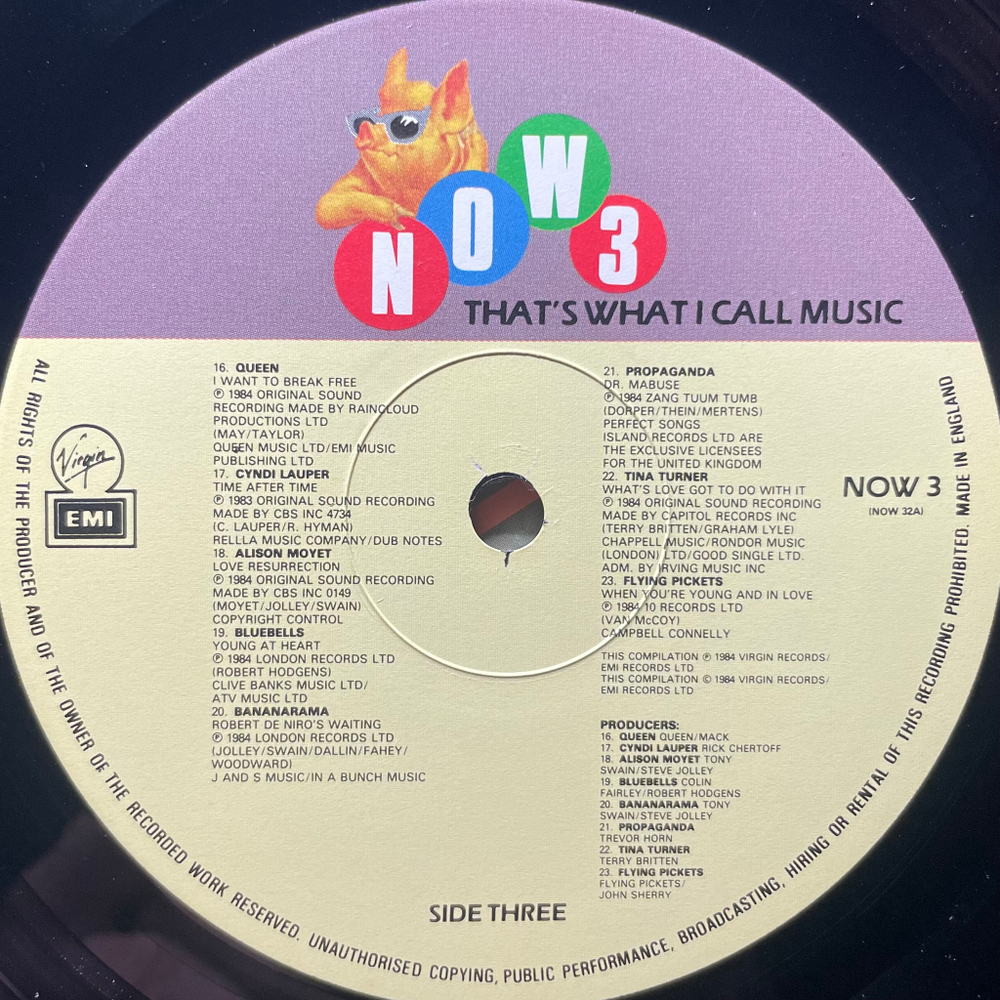 NOW 3
THAT'S WHAT I CALL MUSIC
16. QUEEN
I WANT TO BREAK FREE
℗ 1984 ORIGINAL SOUND
RECORDING MADE BY RAINCLOUD
PRODUCTIONS LTD
(MAY/TAYLOR)
QUEEN MUSIC LTD/EMI MUSIC
PUBLISHING LTD
17. CYNDI LAUPER
TIME AFTER TIME
℗ 1983 ORIGINAL SOUND RECORDING
MADE BY CBS INC 4734
(C. LAUPER/R. HYMAN)
RELLLA MUSIC COMPANY/DUB NOTES
18. ALISON MOYET
LOVE RESURRECTION
℗ 1984 ORIGINAL SOUND RECORDING
MADE BY CBS INC 0149
(MOYET/JOLLEY/SWAIN)
COPYRIGHT CONTROL
19. BLUEBELLS
YOUNG AT HEART
℗ 1984 LONDON RECORDS LTD
(ROBERT HODGENS)
CLIVE BANKS MUSIC LTD/
ATV MUSIC LTD
20. BANANARAMA
ROBERT DE NIRO'S WAITING
℗ 1984 LONDON RECORDS LTD
(JOLLEY/SWAIN/DALLIN/FAHEY/
WOODWARD)
J AND S MUSIC/IN A BUNCH MUSIC
21. PROPAGANDA
DR. MABUSE
℗ 1984 ZANG TUUM TUMB
(DORPER/THEIN/MERTENS)
PERFECT SONGS
ISLAND RECORDS LTD ARE
THE EXCLUSIVE LICENSEES
FOR THE UNITED KINGDOM
22. TINA TURNER
WHAT'S LOVE GOT TO DO WITH IT
℗ 1984 ORIGINAL SOUND RECORDING
MADE BY CAPITOL RECORDS INC
(TERRY BRITTEN/GRAHAM LYLE)
CHAPPELL MUSIC/RONDOR MUSIC
(LONDON) LTD/GOOD SINGLE LTD.
ADM. BY IRVING MUSIC INC
23. FLYING PICKETS
WHEN YOU'RE YOUNG AND IN LOVE
℗ 1984 10 RECORDS LTD
(VAN McCOY)
CAMPBELL CONNELLY
THIS COMPILATION ℗ 1984 VIRGIN RECORDS/
EMI RECORDS LTD
THIS COMPILATION © 1984 VIRGIN RECORDS/
EMI RECORDS LTD
PRODUCERS:
16. QUEEN QUEEN/MACK
17. CYNDI LAUPER RICK CHERTOFF
18. ALISON MOYET TONY
SWAIN/STEVE JOLLEY
19. BLUEBELLS COLIN
FAIRLEY/ROBERT HODGENS
20. BANANARAMA TONY
SWAIN/STEVE JOLLEY
21. PROPAGANDA
TREVOR HORN
22. TINA TURNER
TERRY BRITTEN
23. FLYING PICKETS
FLYING PICKETS/
JOHN SHERRY
Virgin
EMI
NOW 3
(NOW 32A)
SIDE THREE
ALL RIGHTS OF THE PRODUCER AND OF THE OWNER OF THE RECORDED WORK RESERVED. UNAUTHORISED COPYING, PUBLIC PERFORMANCE, BROADCASTING, HIRING OR RENTAL OF THIS RECORDING PROHIBITED. MADE IN ENGLAND